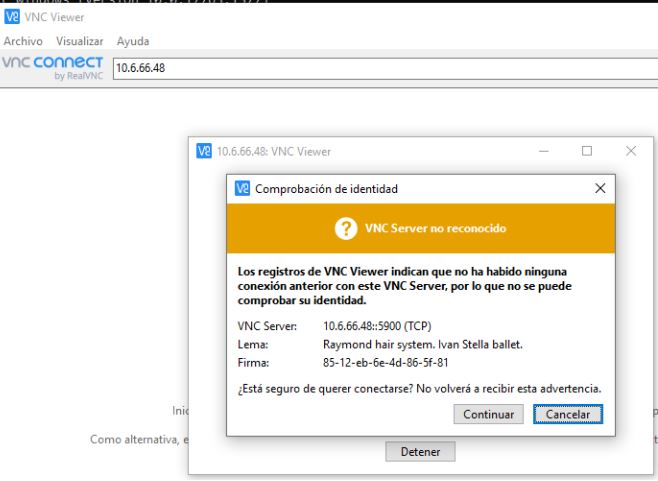 VNC Viewer
Archivo Visualizar Ayuda
vnc connect
by RealVNC
10.6.66.48
10.6.66.48: VNC Viewer
Comprobación de identidad
VNC Server no reconocido
Los registros de VNC Viewer indican que no ha habido ninguna
conexión anterior con este VNC Server, por lo que no se puede
comprobar su identidad.
VNC Server: 10.6.66.48::5900 (TCP)
Lema: Raymond hair system. Ivan Stella ballet.
Firma: 85-12-eb-6e-4d-86-5f-81
¿Está seguro de querer conectarse? No volverá a recibir esta advertencia.
Continuar Cancelar
Como alternativa, e
Detener